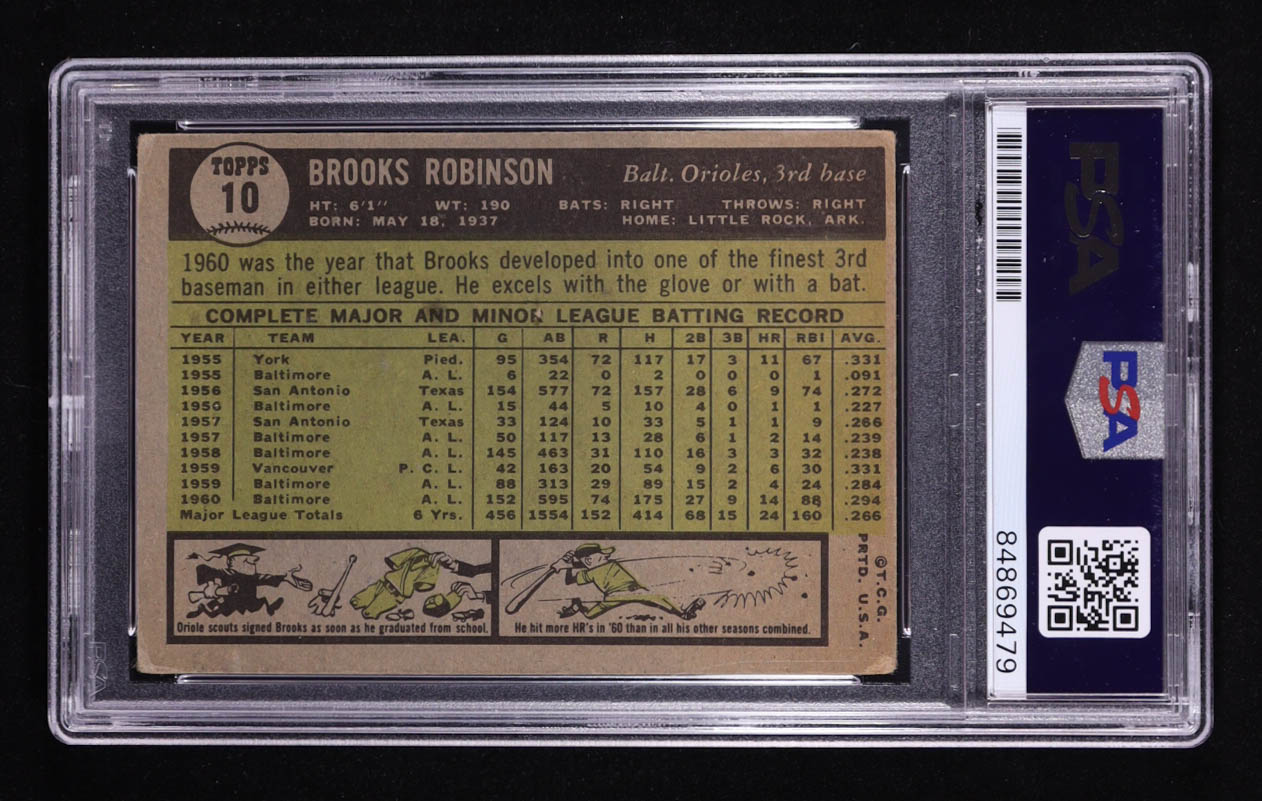 TOPPS
10
BROOKS ROBINSON
Balt. Orioles, 3rd base
HT: 6'1'' WT: 190 BATS: RIGHT THROWS: RIGHT
BORN: MAY 18, 1937 HOME: LITTLE ROCK, ARK.
1960 was the year that Brooks developed into one of the finest 3rd
baseman in either league. He excels with the glove or with a bat.
COMPLETE MAJOR AND MINOR LEAGUE BATTING RECORD
YEAR TEAM LEA. G AB R H 2B 3B HR RBI AVG.
1955 York Pied. 95 354 72 117 17 3 11 67 .331
1955 Baltimore A. L. 6 22 0 2 0 0 0 1 .091
1956 San Antonio Texas 154 577 72 157 28 6 9 74 .272
1956 Baltimore A. L. 15 44 5 10 4 0 1 1 .227
1957 San Antonio Texas 33 124 10 33 5 1 1 9 .266
1957 Baltimore A. L. 50 117 13 28 6 1 2 14 .239
1958 Baltimore A. L. 145 463 31 110 16 3 3 32 .238
1959 Vancouver P. C. L. 42 163 20 54 9 2 6 30 .331
1959 Baltimore A. L. 88 313 29 89 15 2 4 24 .284
1960 Baltimore A. L. 152 595 74 175 27 9 14 88 .294
Major League Totals 6 Yrs. 456 1554 152 414 68 15 24 160 .266
Oriole scouts signed Brooks as soon as he graduated from school.
He hit more HR's in '60 than in all his other seasons combined.
©T.C.G.
PRTD. U.S.A.
PSA
PSA
84869479
PSA